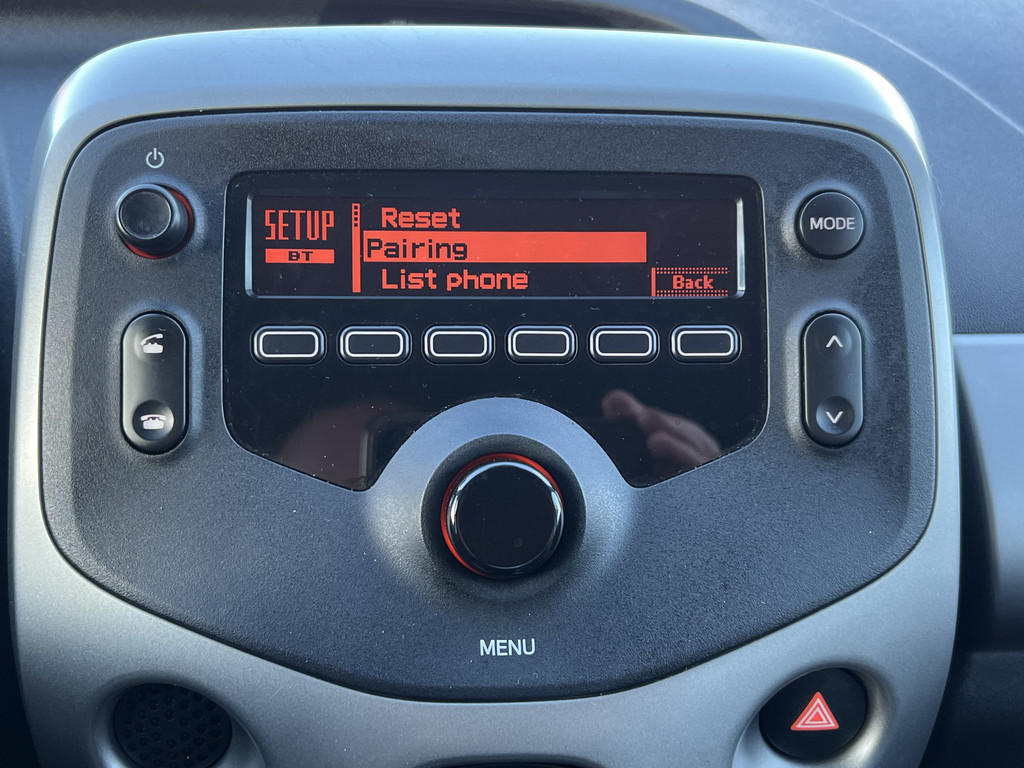 SETUP
BT
Reset
Pairing
List phone
Back
MODE
MENU